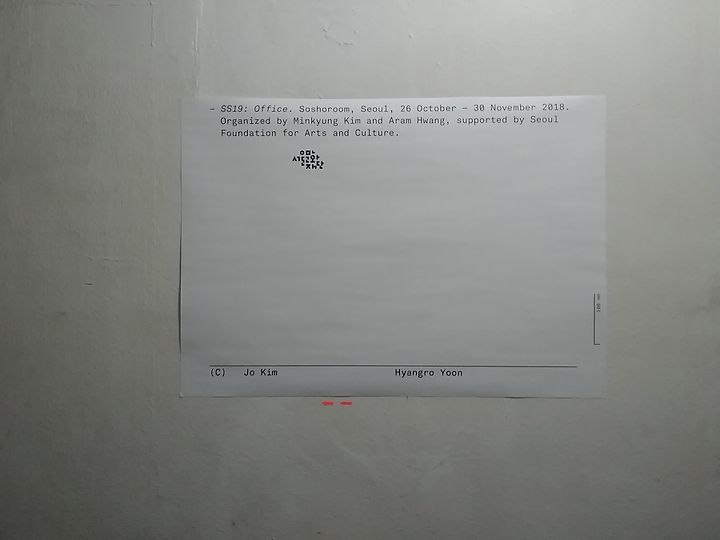 – SS19: Office. Soshoroom, Seoul, 26 October – 30 November 2018.
Organized by Minkyung Kim and Aram Hwang, supported by Seoul
Foundation for Arts and Culture.
(C) Jo Kim Hyangro Yoon